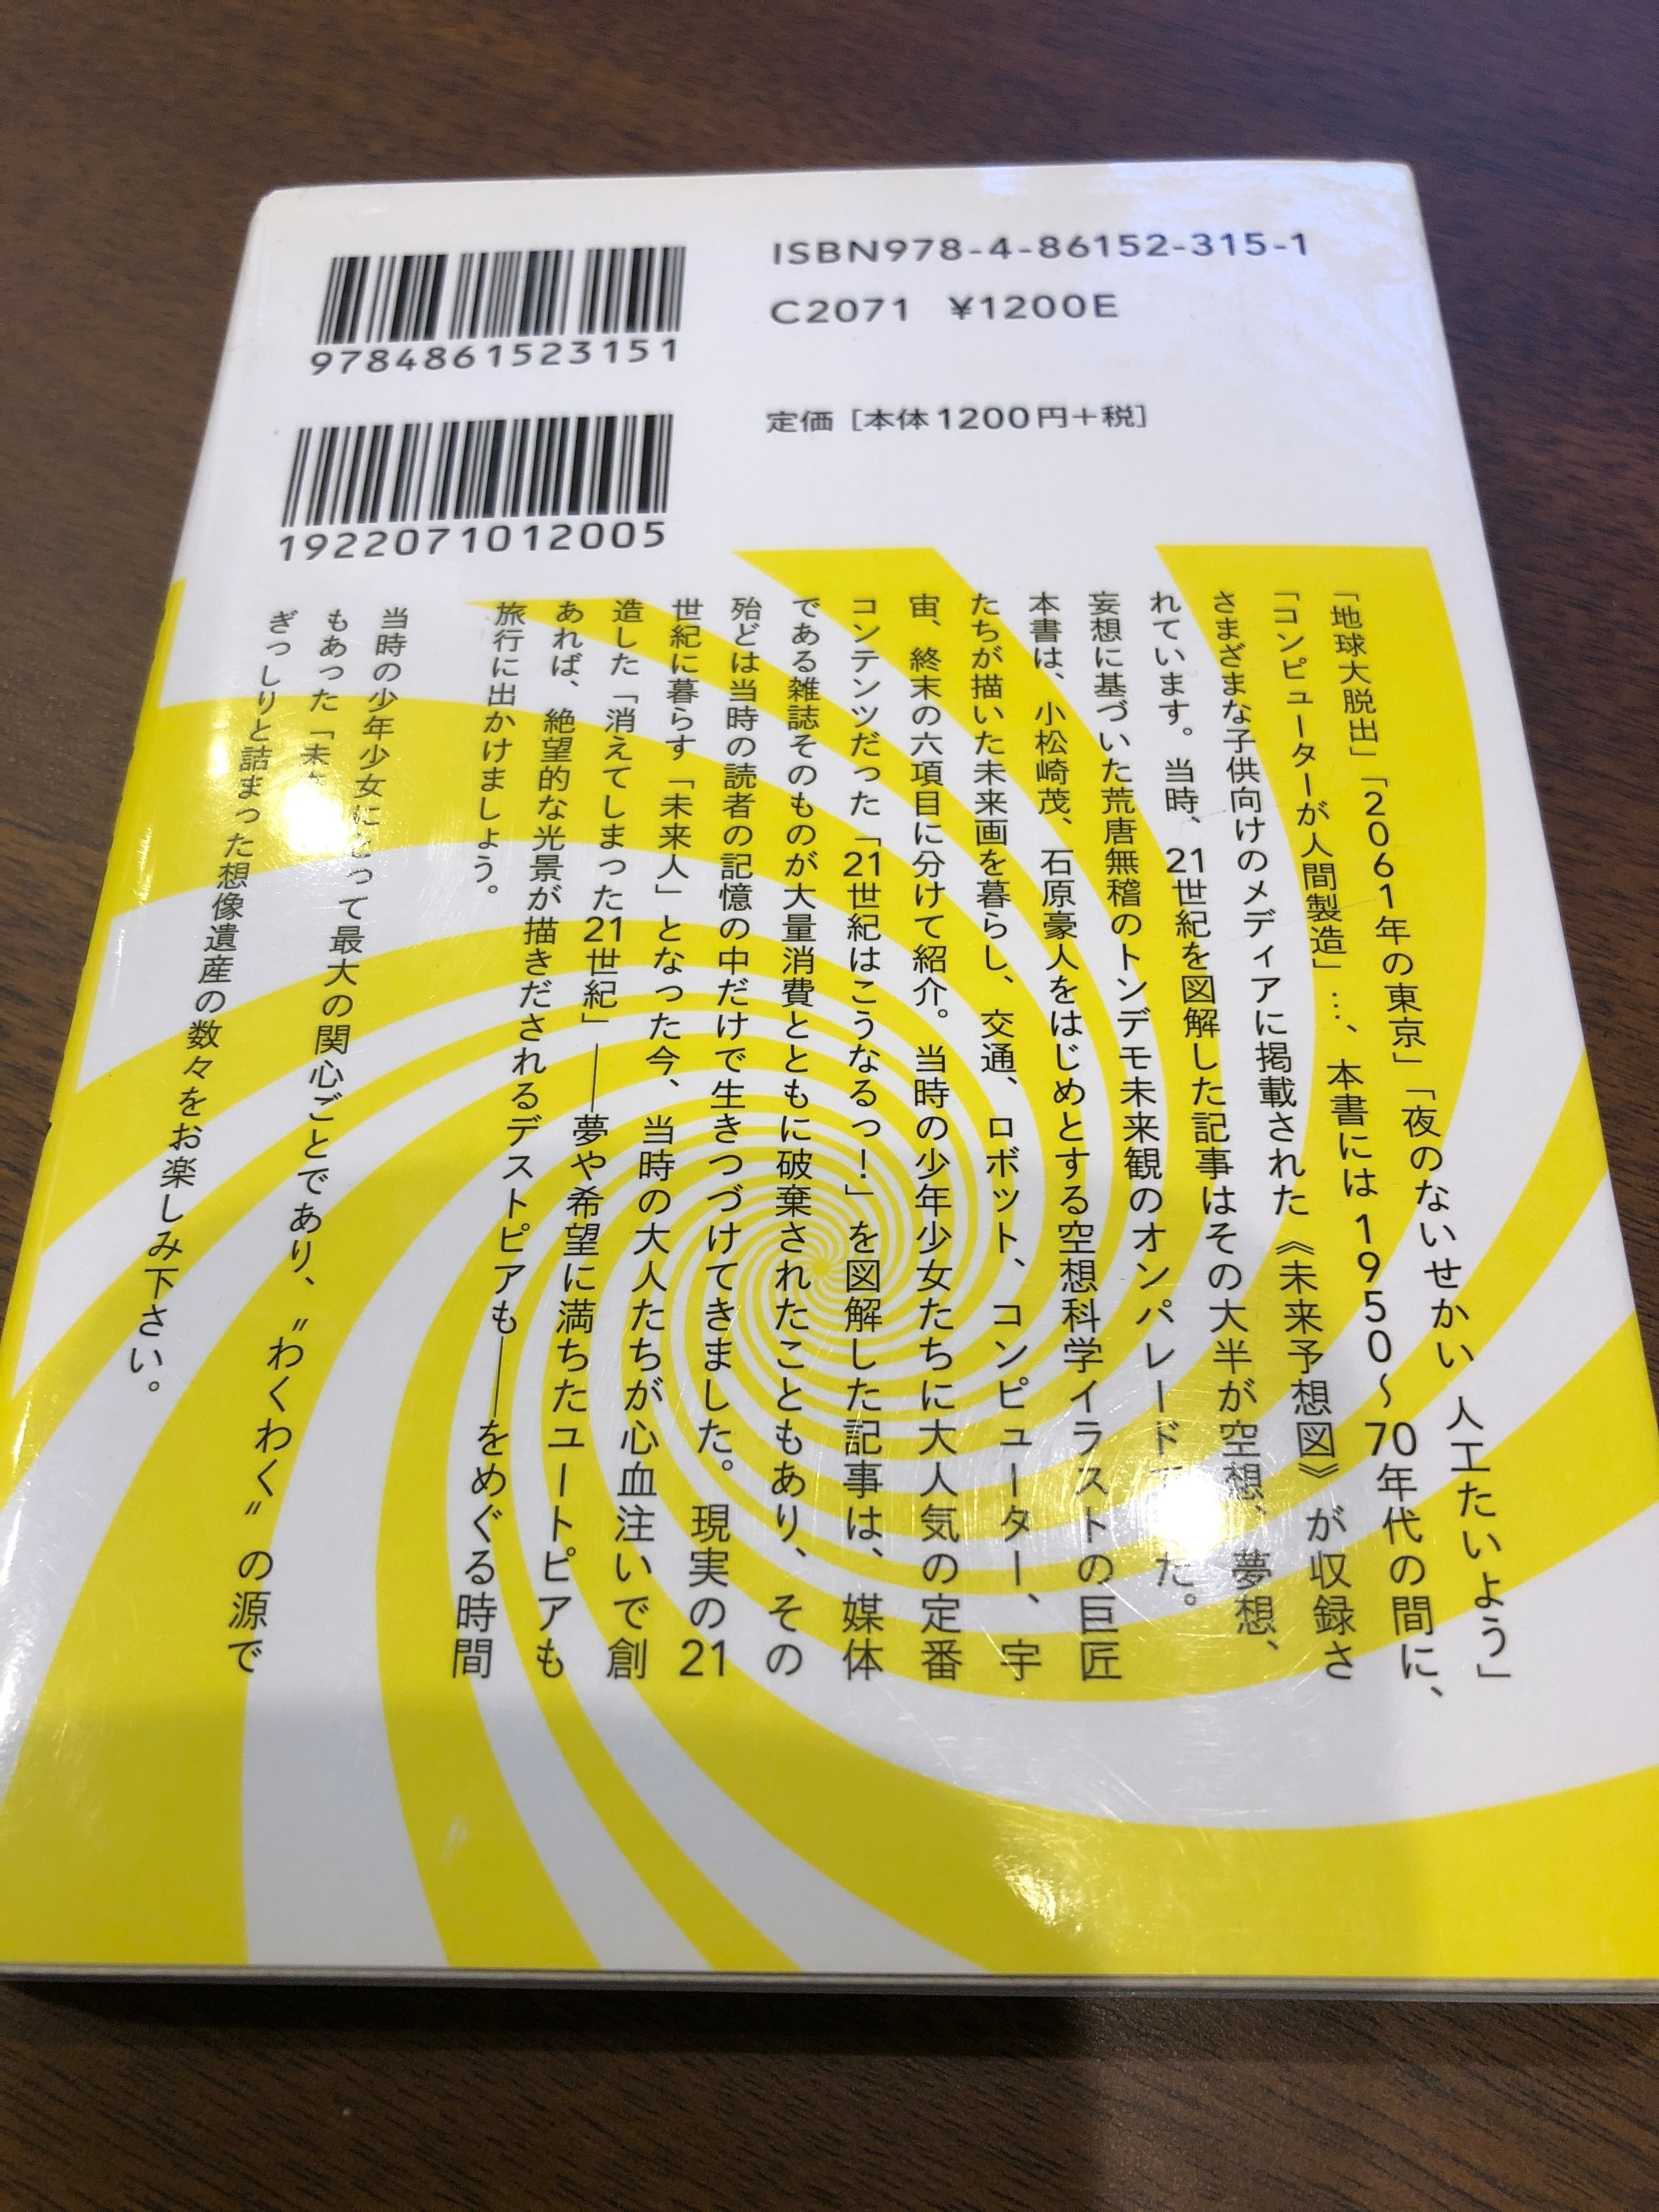 9784861523151
1922071012005
ISBN978-4-86152-315-1
C2071 ¥1200E
定価［本体1200円+税］
「地球大脱出」「2061年の東京」「夜のないせかい 人工たいよう」
「コンピューターが人間製造」…、本書には1950〜70年代の間に、
さまざまな子供向けのメディアに掲載された《未来予想図》が収録さ
れています。当時、21世紀を図解した記事はその大半が空想、夢想、
妄想に基づいた荒唐無稽のトンデモ未来観のオンパレード た。
本書は、小松崎茂、石原豪人をはじめとする空想科学イラストの巨匠
たちが描いた未来画を暮らし、交通、ロボット、コンピューター、宇
宙、終末の六項目に分けて紹介。当時の少年少女たちに大人気の定番
コンテンツだった「21世紀はこうなるっ！」を図解した記事は、媒体
である雑誌そのものが大量消費とともに破棄されたこともあり、その
殆どは当時の読者の記憶の中だけで生きつづけてきました。現実の21
世紀に暮らす「未来人」となった今、当時の大人たちが心血注いで創
造した「消えてしまった21世紀」――夢や希望に満ちたユートピアも
あれば、絶望的な光景が描きだされるデストピアも――をめぐる時間
旅行に出かけましょう。
当時の少年少女にとって最大の関心ごとであり、〝わくわく〟の源で
もあった「未
ぎっしりと詰まった想像遺産の数々をお楽しみ下さい。